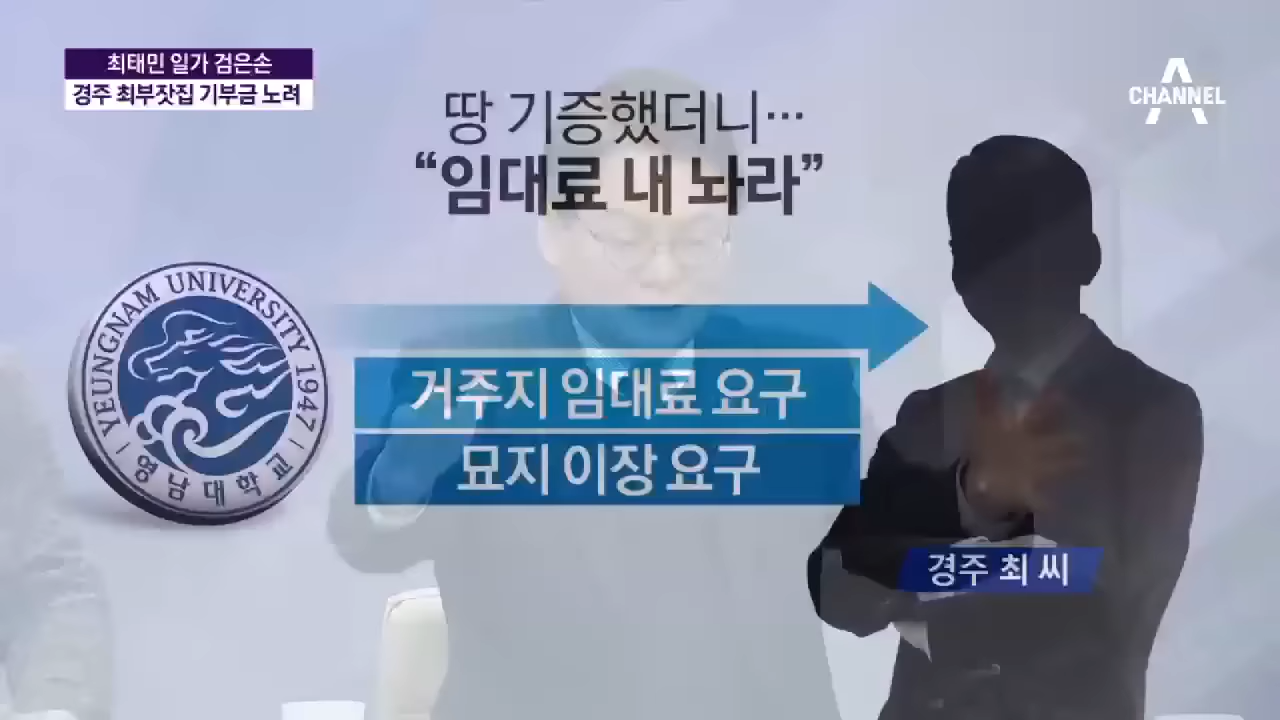 최태민 일가 검은손
경주 최부잣집 기부금 노려
CHANNEL A
땅 기증했더니…
“임대료 내 놔라”
YEUNGNAM UNIVERSITY 1947
영남대학교
거주지 임대료 요구
묘지 이장 요구
경주 최 씨